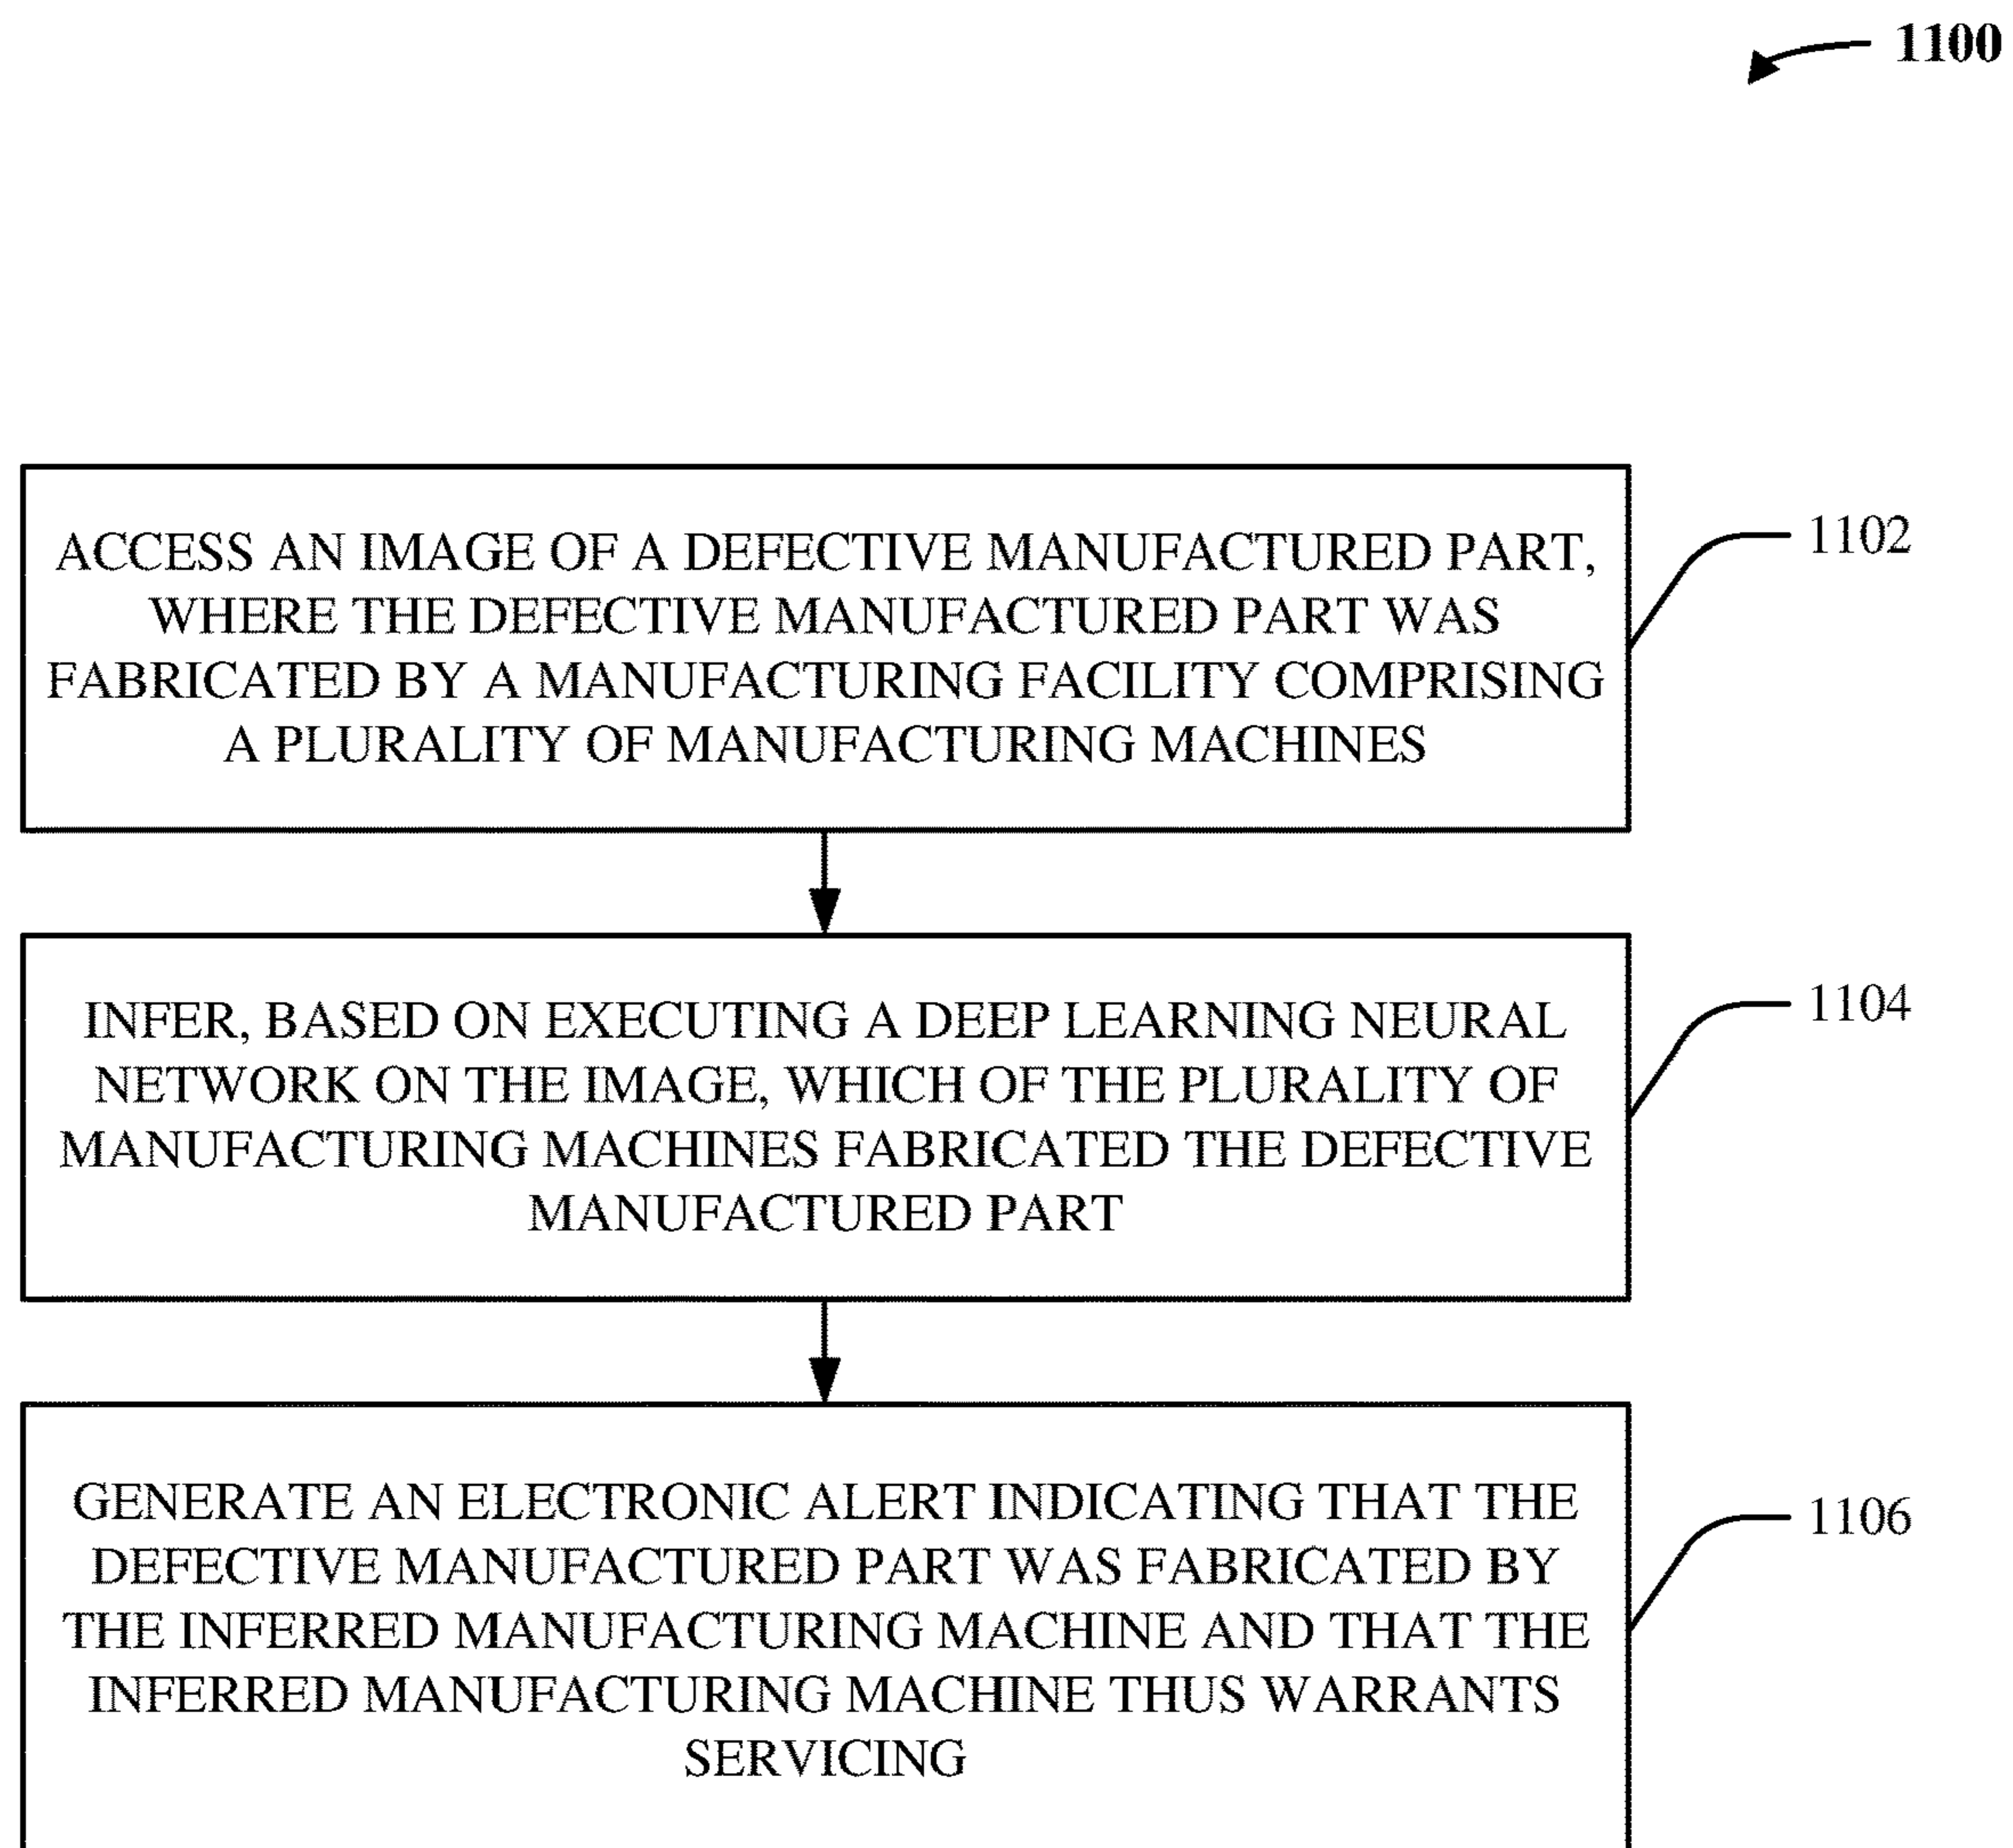 1100
ACCESS AN IMAGE OF A DEFECTIVE MANUFACTURED PART,
WHERE THE DEFECTIVE MANUFACTURED PART WAS
FABRICATED BY A MANUFACTURING FACILITY COMPRISING
A PLURALITY OF MANUFACTURING MACHINES
1102
INFER, BASED ON EXECUTING A DEEP LEARNING NEURAL
NETWORK ON THE IMAGE, WHICH OF THE PLURALITY OF
MANUFACTURING MACHINES FABRICATED THE DEFECTIVE
MANUFACTURED PART
1104
GENERATE AN ELECTRONIC ALERT INDICATING THAT THE
DEFECTIVE MANUFACTURED PART WAS FABRICATED BY
THE INFERRED MANUFACTURING MACHINE AND THAT THE
INFERRED MANUFACTURING MACHINE THUS WARRANTS
SERVICING
1106